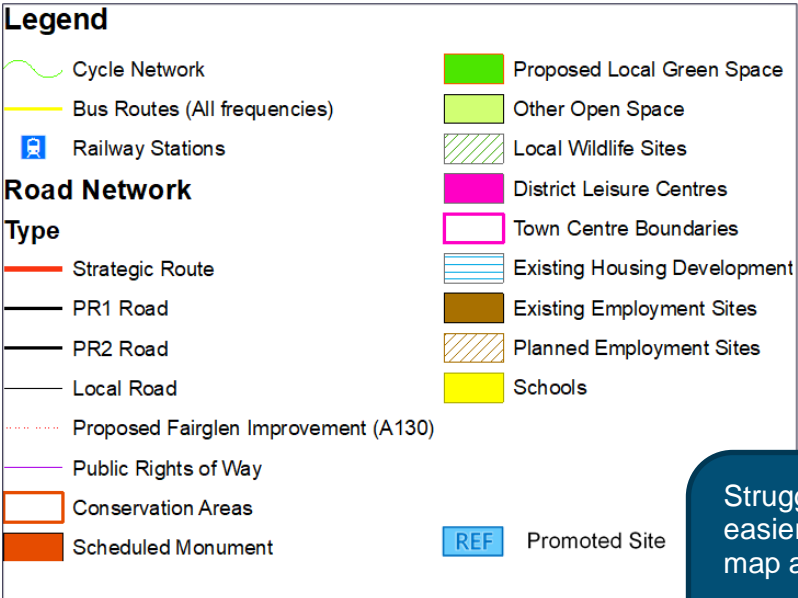 Legend
Cycle Network
Bus Routes (All frequencies)
Railway Stations
Road Network
Type
Strategic Route
PR1 Road
PR2 Road
Local Road
Proposed Fairglen Improvement (A130)
Public Rights of Way
Conservation Areas
Scheduled Monument
Proposed Local Green Space
Other Open Space
Local Wildlife Sites
District Leisure Centres
Town Centre Boundaries
Existing Housing Development
Existing Employment Sites
Planned Employment Sites
Schools
REF Promoted Site
easier
map a